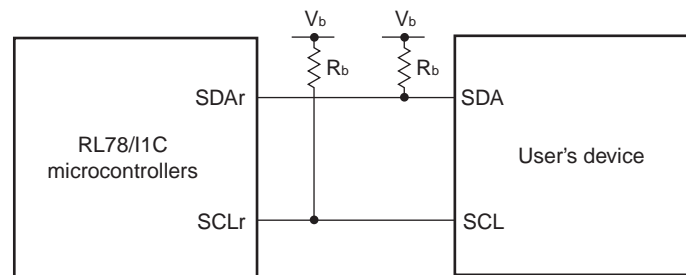 Vb Vb
Rb Rb
SDAr SDA
RL78/I1C
microcontrollers
User's device
SCLr SCL